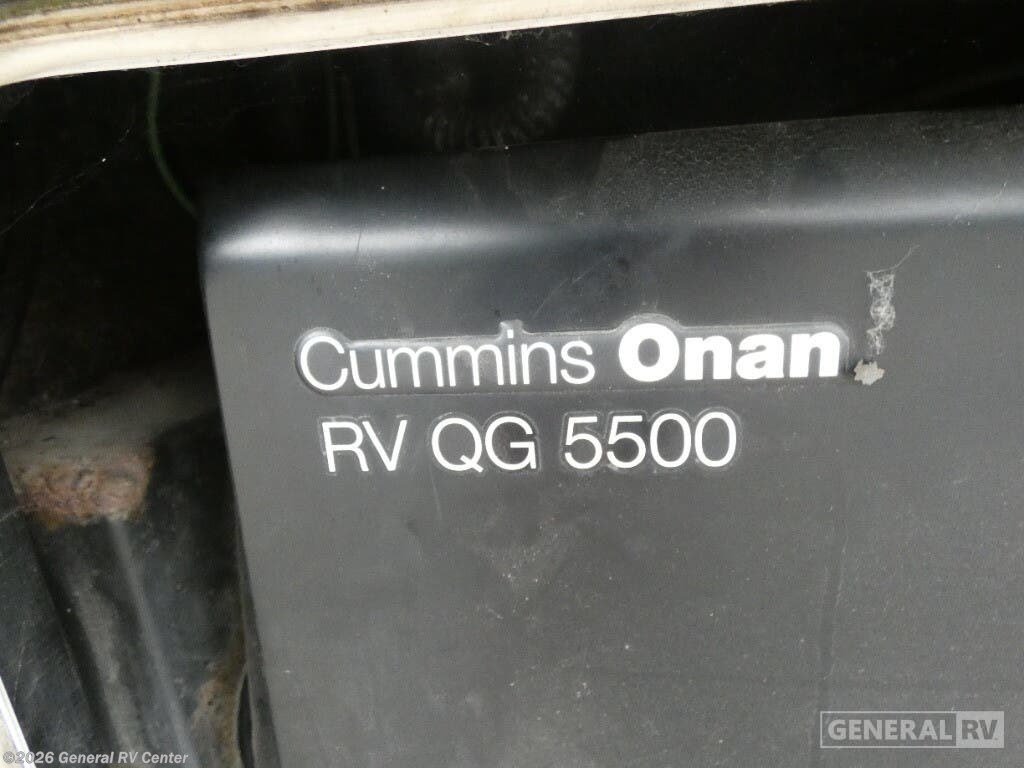 Cummins Onan
RV QG 5500
GENERAL RV
©2026 General RV Center